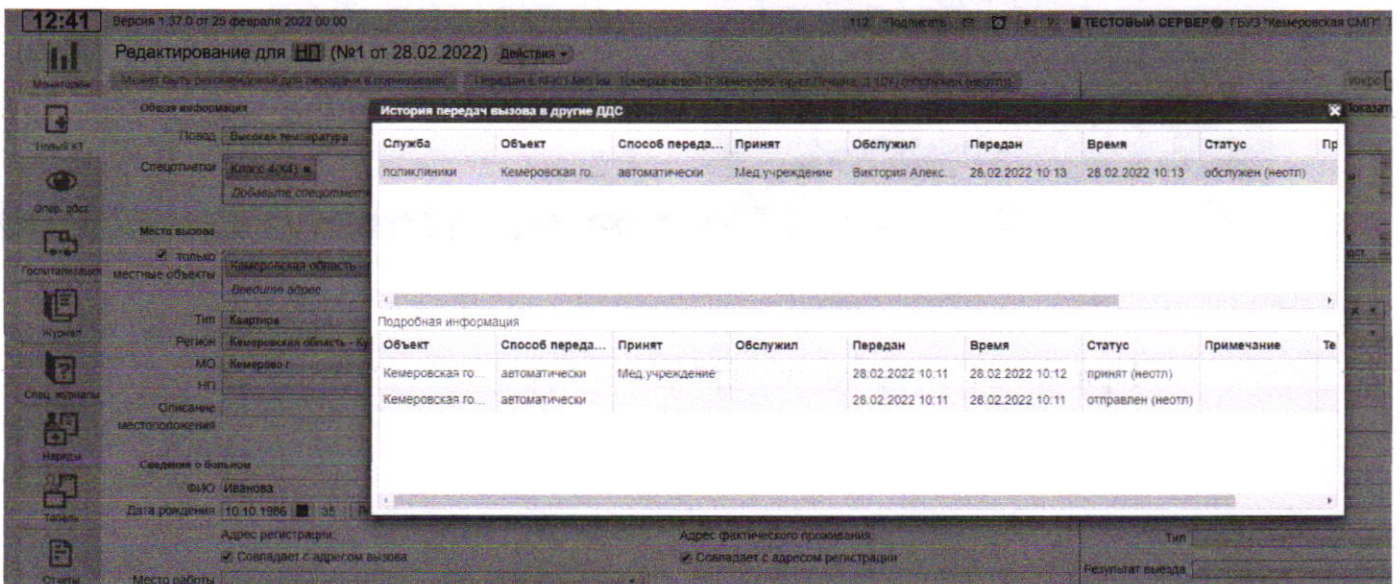 12:41 Версия 1.37.0 от 25 февраля 2022 00:00 112 Подписать # ? ТЕСТОВЫЙ СЕРВЕР ГБУЗ "Кемеровская СМП"
Редактирование для НП (№1 от 28.02.2022) Действия
Мониторинг
Общая информация
Новый КТ
Повод Высокая температура
Спецотметки Класс 4(К4)
Добавьте спецотметк
Опер. обст.
Место вызова
только местные объекты
Кемеровская область -
Введите адрес
Госпитализация
Журнал
Тип Квартира
Регион Кемеровская область - Ку
МО Кемерово г
НП
Спец. журналы
Описание местоположения
Наряды
Сведения о больном
ФИО Иванова
Дата рождения 10.10.1986 35
Табель
Адрес регистрации:
Совпадает с адресом вызова
Адрес фактического проживания:
Совпадает с адресом регистрации
Тип
Результат выезда
Отчеты
Место работы
История передач вызова в другие ДДС
Служба Объект Способ переда... Принят Обслужил Передан Время Статус Пр
поликлиники Кемеровская го... автоматически Мед.учреждение Виктория Алекс... 28.02.2022 10:13 28.02.2022 10:13 обслужен (неотл)
Подробная информация
Объект Способ переда... Принят Обслужил Передан Время Статус Примечание Те
Кемеровская го... автоматически Мед.учреждение 28.02.2022 10:11 28.02.2022 10:12 принят (неотл)
Кемеровская го... автоматически 28.02.2022 10:11 28.02.2022 10:11 отправлен (неотл)